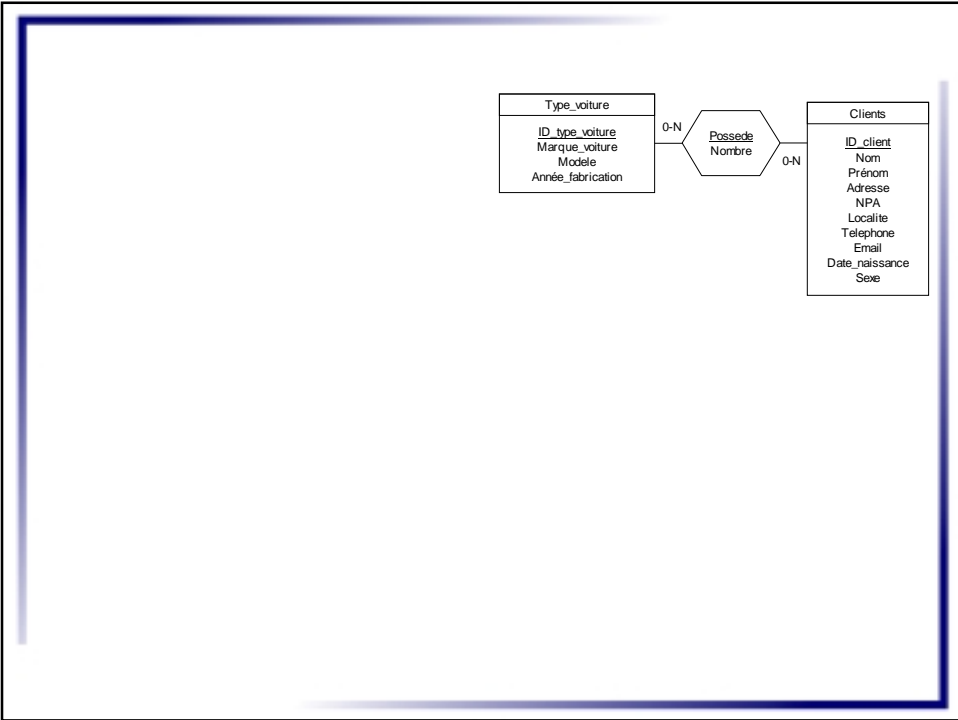 Type_voiture
ID_type_voiture
Marque_voiture
Modele
Année_fabrication
0-N
Possede
Nombre
0-N
Clients
ID_client
Nom
Prénom
Adresse
NPA
Localite
Telephone
Email
Date_naissance
Sexe